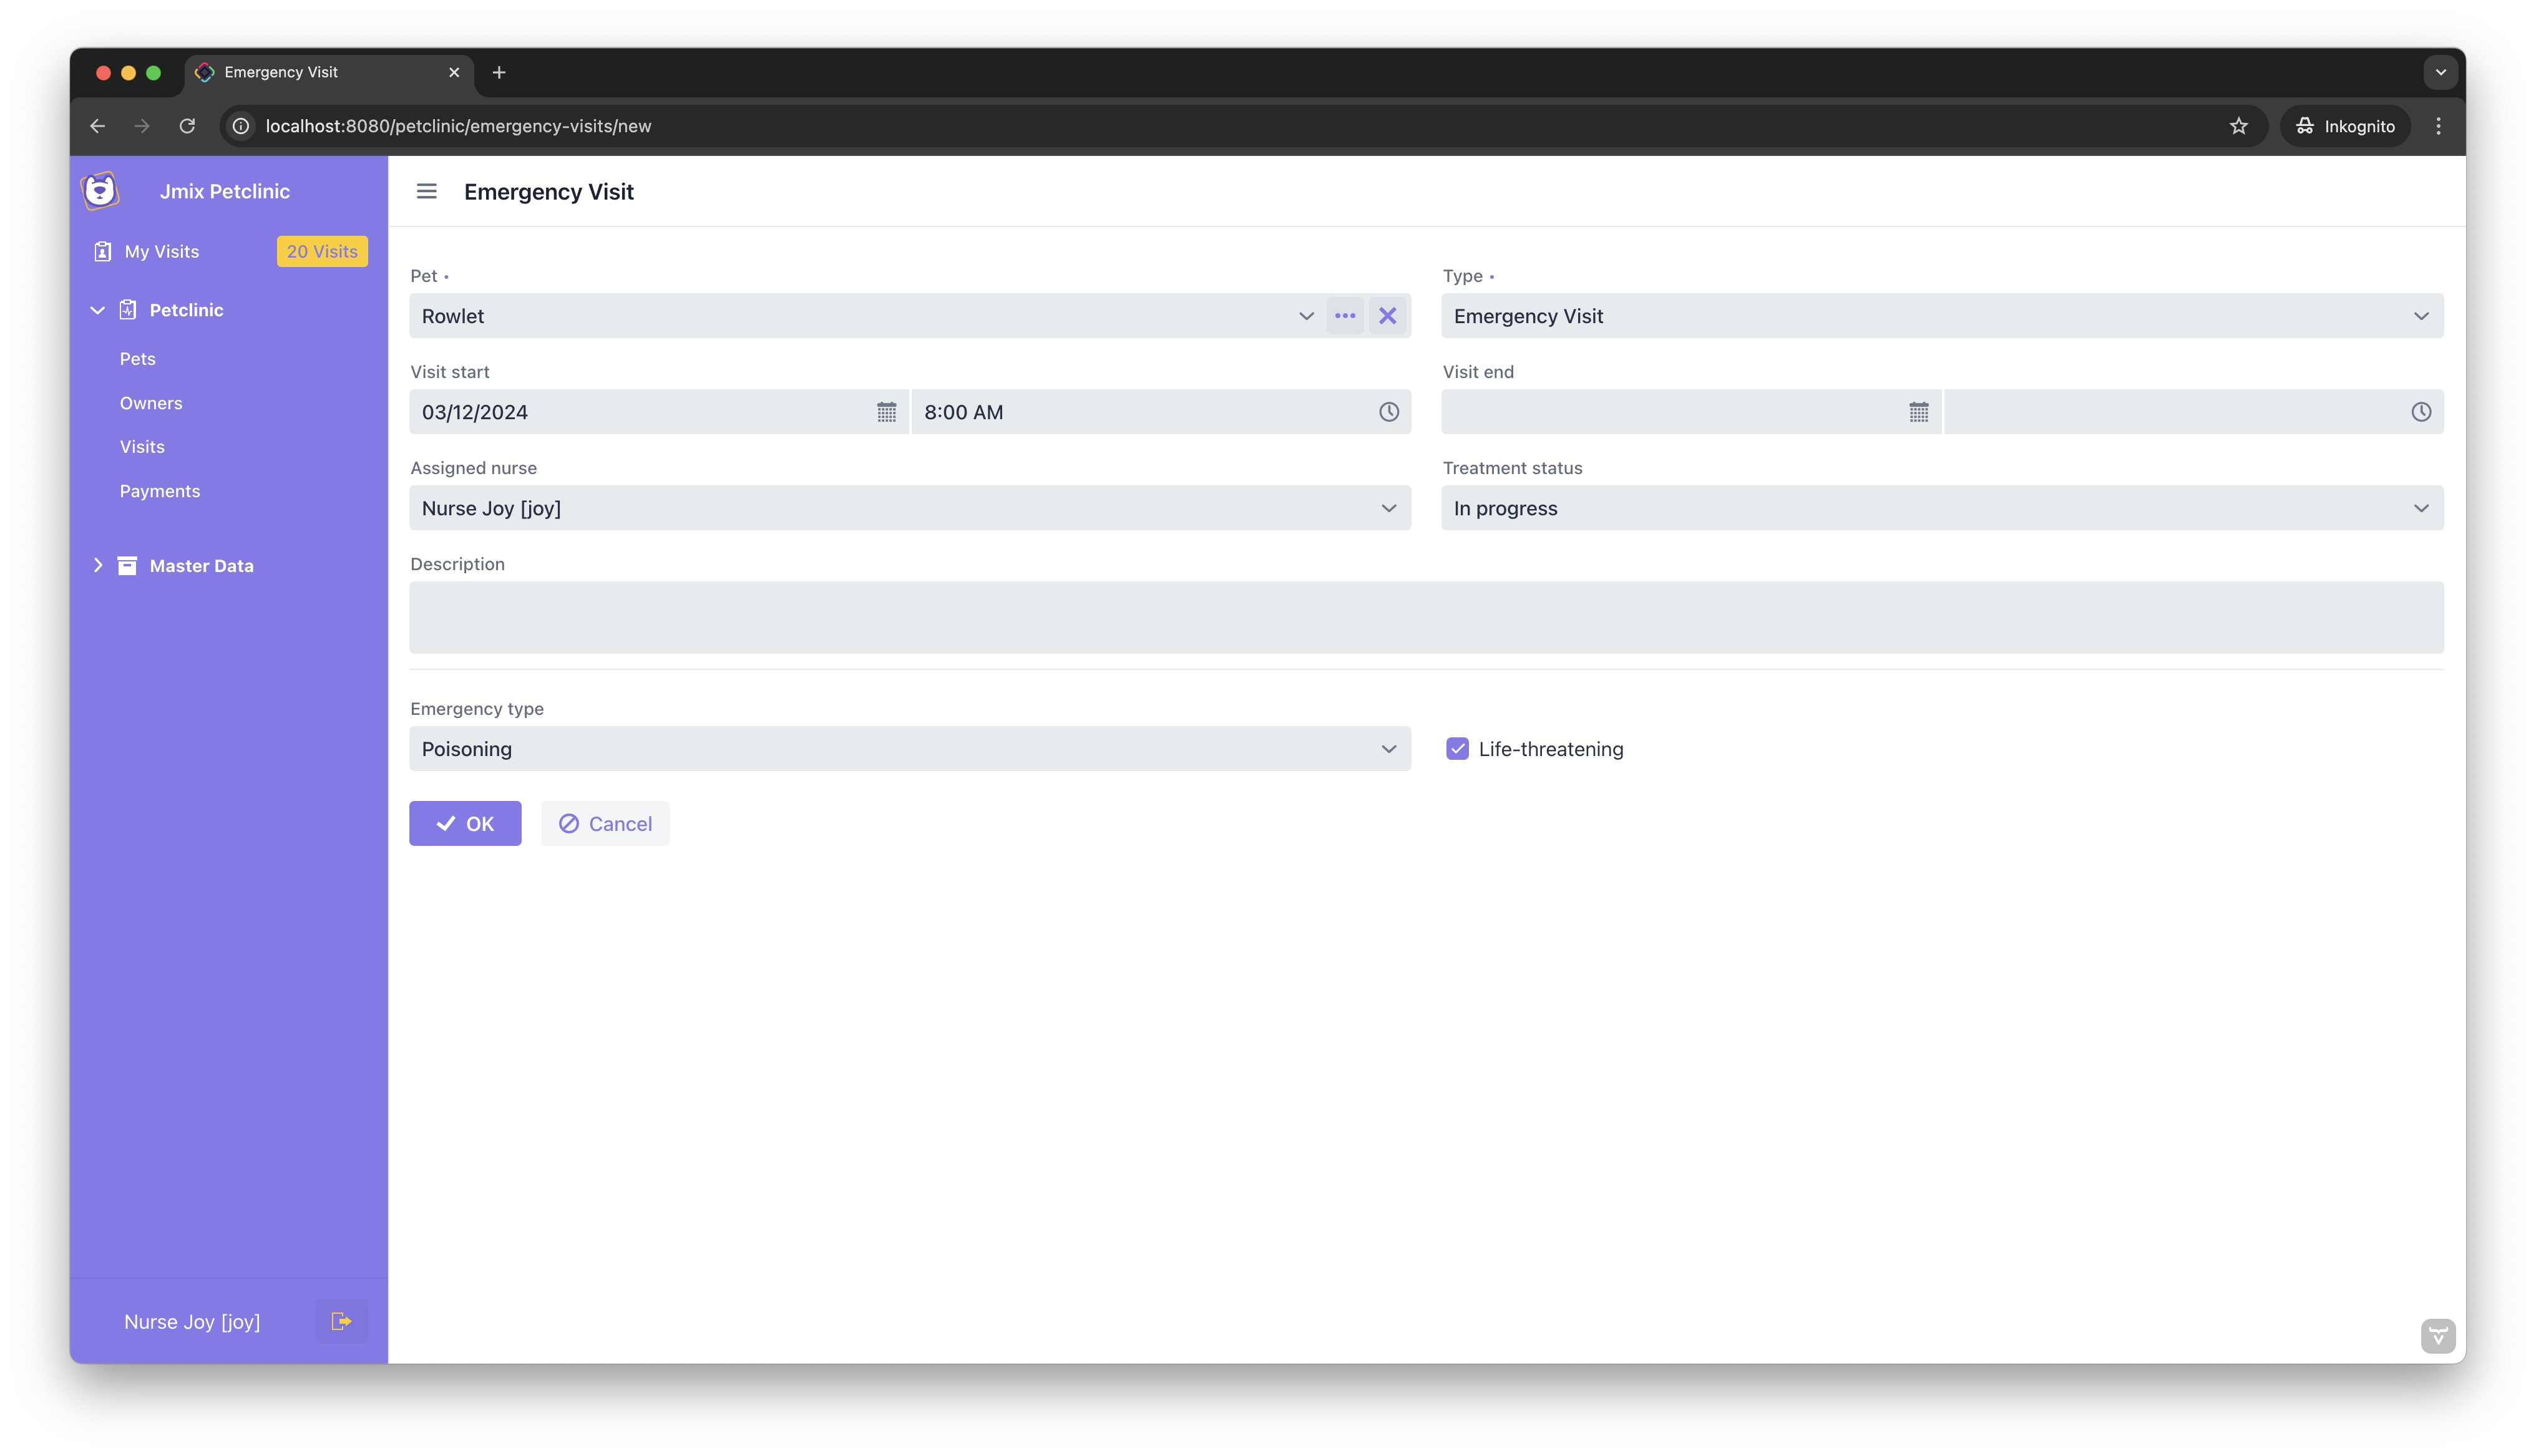 Emergency Visit
localhost:8080/petclinic/emergency-visits/new
Inkognito
Jmix Petclinic
My Visits
20 Visits
Petclinic
Pets
Owners
Visits
Payments
Master Data
Nurse Joy [joy]
Emergency Visit
Pet •
Rowlet
Type •
Emergency Visit
Visit start
03/12/2024
8:00 AM
Visit end
Assigned nurse
Nurse Joy [joy]
Treatment status
In progress
Description
Emergency type
Poisoning
Life-threatening
OK
Cancel